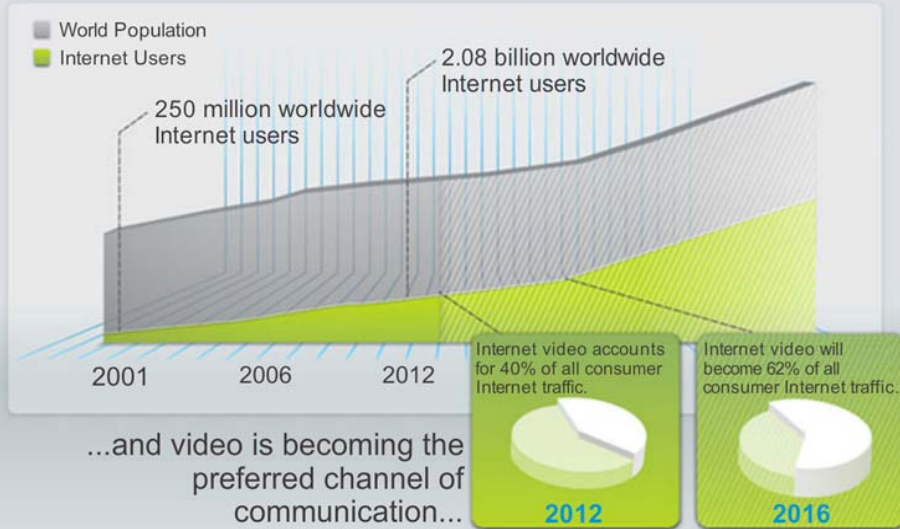 World Population
Internet Users
2.08 billion worldwide
Internet users
250 million worldwide
Internet users
2001
2006
2012
Internet video accounts
for 40% of all consumer
Internet traffic.
2012
Internet video will
become 62% of all
consumer Internet traffic.
2016
...and video is becoming the
preferred channel of
communication...